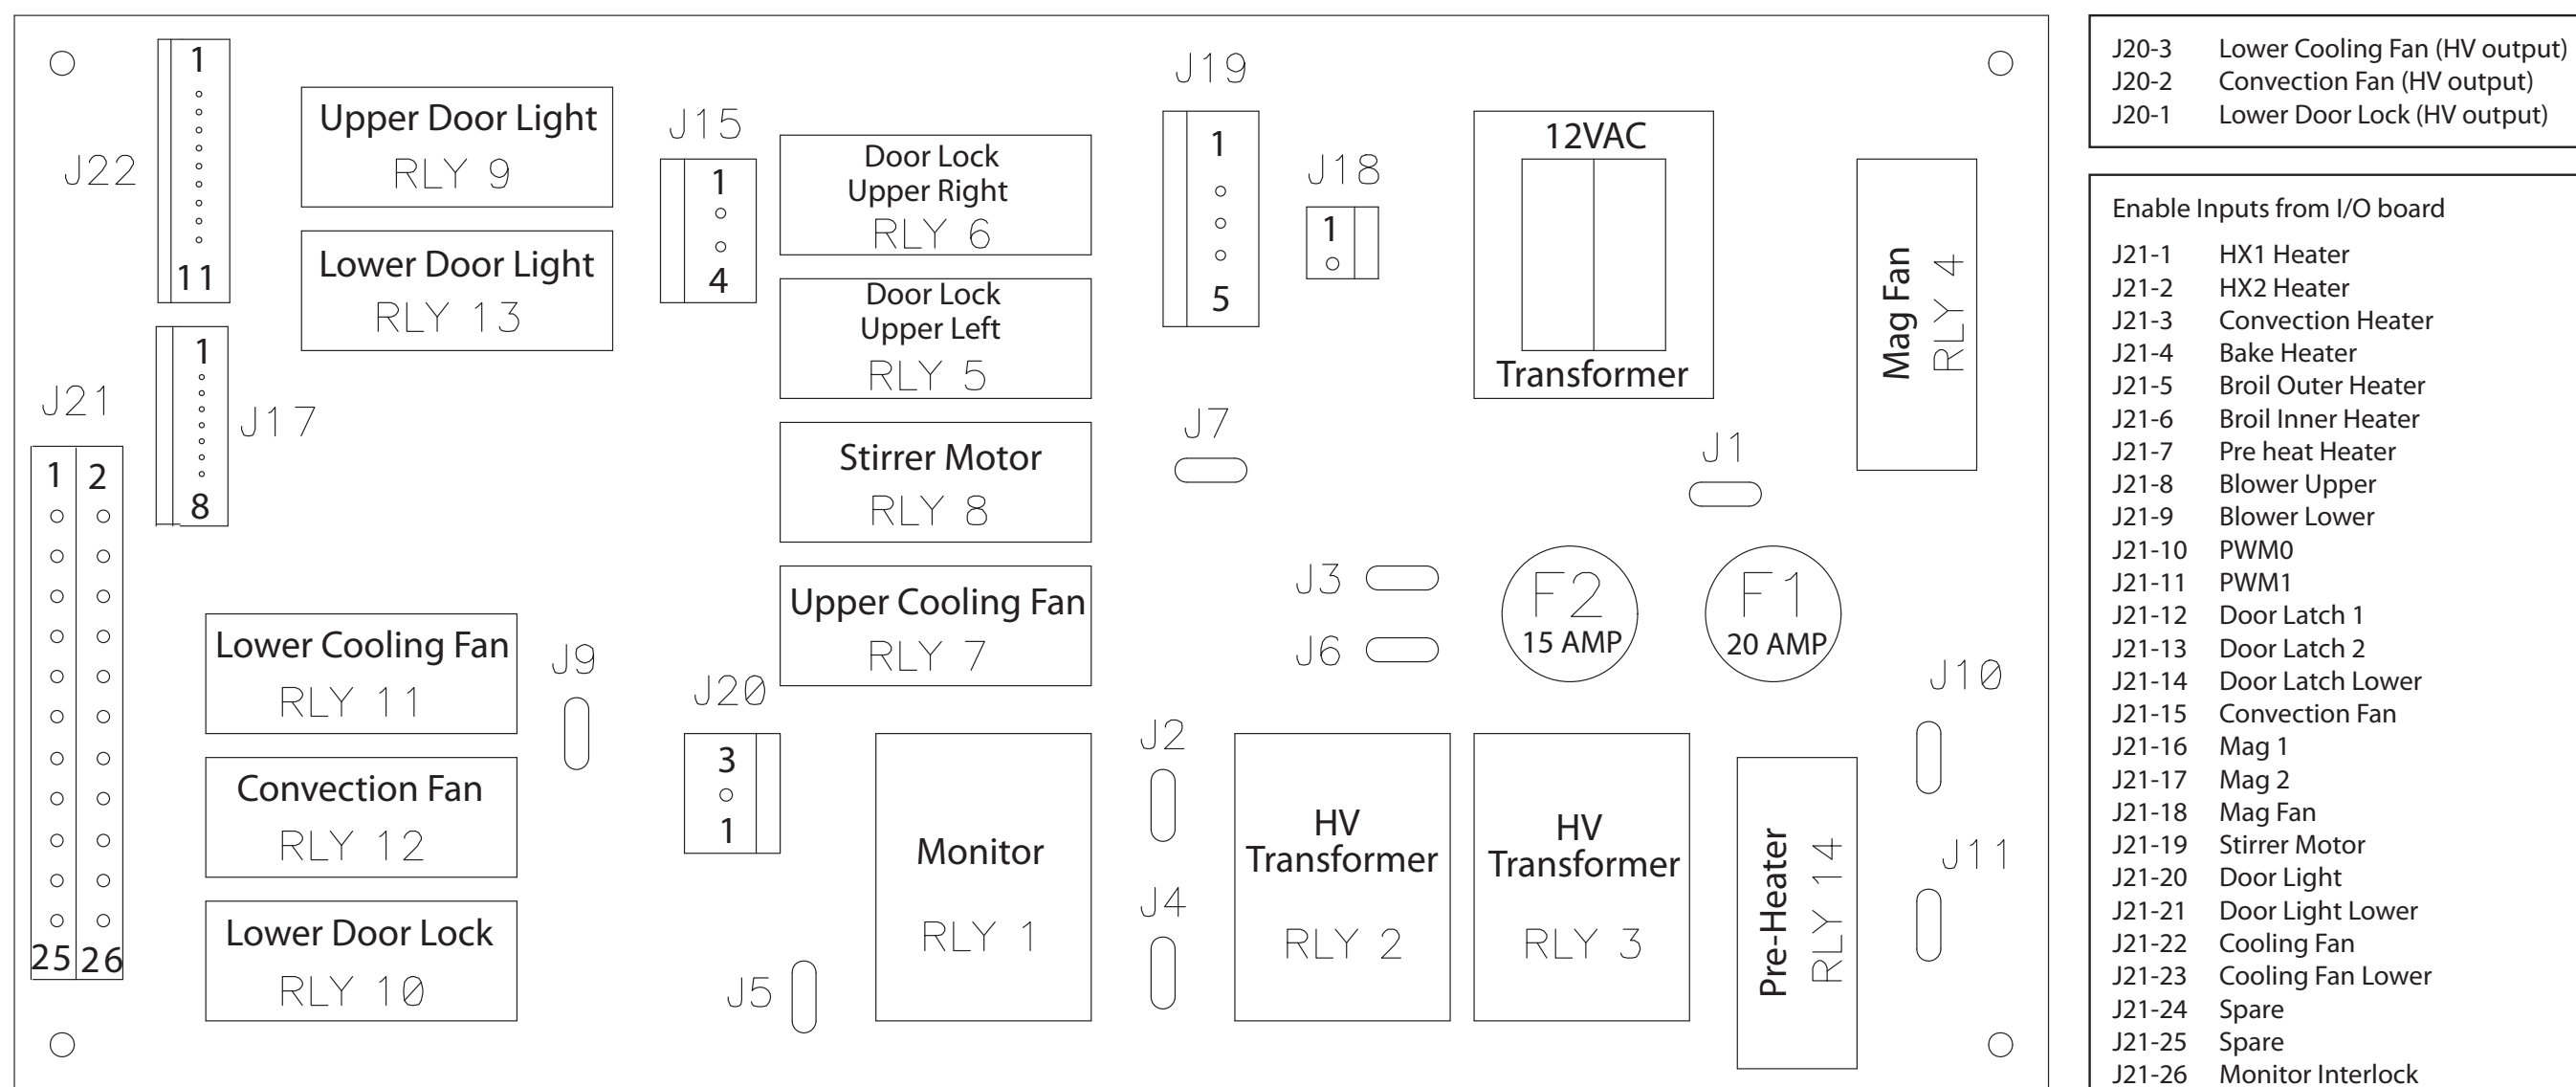 J22
1
11
Upper Door Light
RLY 9
Lower Door Light
RLY 13
J15
1
4
Door Lock
Upper Right
RLY 6
Door Lock
Upper Left
RLY 5
Stirrer Motor
RLY 8
Upper Cooling Fan
RLY 7
J19
1
5
J18
1
12VAC
Transformer
Mag Fan
RLY 4
J21
1 2
25 26
J17
1
8
J7
J1
J3
J6
F2
15 AMP
F1
20 AMP
Lower Cooling Fan
RLY 11
Convection Fan
RLY 12
Lower Door Lock
RLY 10
J9
J20
3
1
J5
Monitor
RLY 1
J2
J4
HV
Transformer
RLY 2
HV
Transformer
RLY 3
Pre-Heater
RLY 14
J10
J11
J20-3 Lower Cooling Fan (HV output)
J20-2 Convection Fan (HV output)
J20-1 Lower Door Lock (HV output)
Enable Inputs from I/O board
J21-1 HX1 Heater
J21-2 HX2 Heater
J21-3 Convection Heater
J21-4 Bake Heater
J21-5 Broil Outer Heater
J21-6 Broil Inner Heater
J21-7 Pre heat Heater
J21-8 Blower Upper
J21-9 Blower Lower
J21-10 PWM0
J21-11 PWM1
J21-12 Door Latch 1
J21-13 Door Latch 2
J21-14 Door Latch Lower
J21-15 Convection Fan
J21-16 Mag 1
J21-17 Mag 2
J21-18 Mag Fan
J21-19 Stirrer Motor
J21-20 Door Light
J21-21 Door Light Lower
J21-22 Cooling Fan
J21-23 Cooling Fan Lower
J21-24 Spare
J21-25 Spare
J21-26 Monitor Interlock